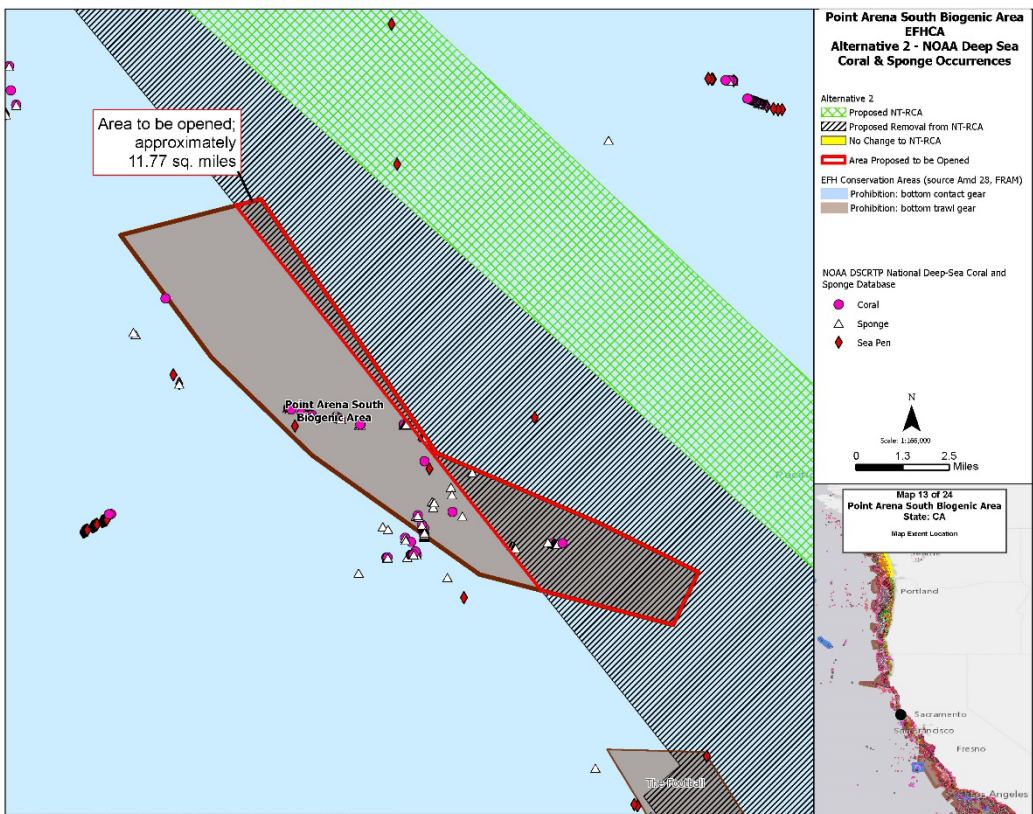 Point Arena South Biogenic Area
EFHCA
Alternative 2 - NOAA Deep Sea
Coral & Sponge Occurrences
Alternative 2
Proposed NT-RCA
Proposed Removal from NT-RCA
No Change to NT-RCA
Area Proposed to be Opened
EFH Conservation Areas (source Amd 28, FRAM)
Prohibition: bottom contact gear
Prohibition: bottom trawl gear
NOAA DSCRTP National Deep-Sea Coral and
Sponge Database
Coral
Sponge
Sea Pen
N
Scale: 1:166,000
0 1.3 2.5
Miles
Area to be opened;
approximately
11.77 sq. miles
Point Arena South
Biogenic Area
The Football
Map 13 of 24
Point Arena South Biogenic Area
State: CA
Map Extent Location
Portland
Sacramento
San Francisco
Fresno
Los Angeles